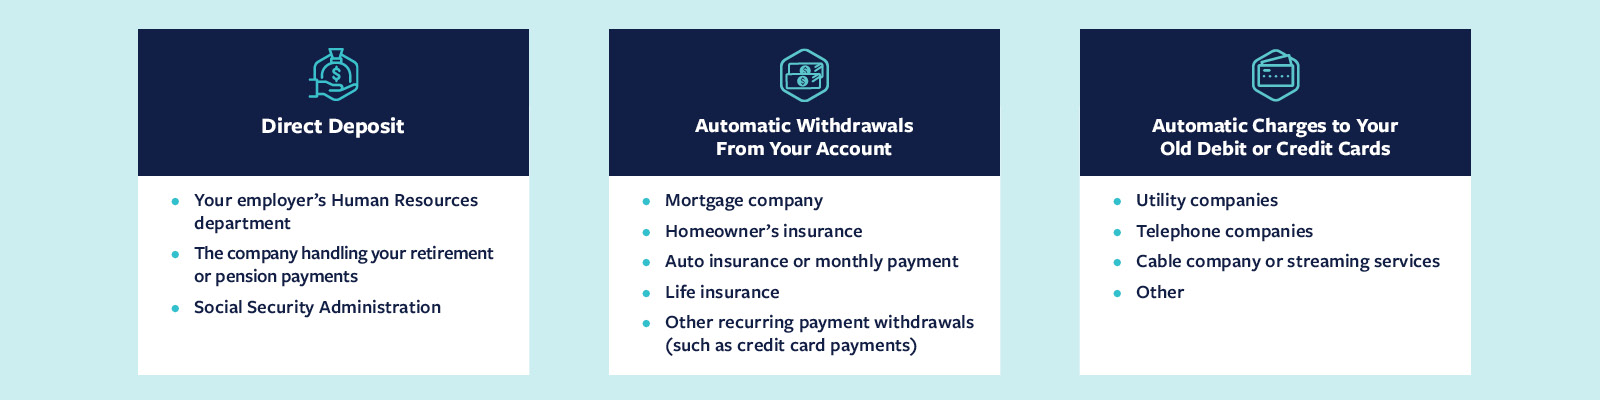 Direct Deposit
• Your employer’s Human Resources
department
• The company handling your retirement
or pension payments
• Social Security Administration
Automatic Withdrawals
From Your Account
• Mortgage company
• Homeowner’s insurance
• Auto insurance or monthly payment
• Life insurance
• Other recurring payment withdrawals
(such as credit card payments)
Automatic Charges to Your
Old Debit or Credit Cards
• Utility companies
• Telephone companies
• Cable company or streaming services
• Other